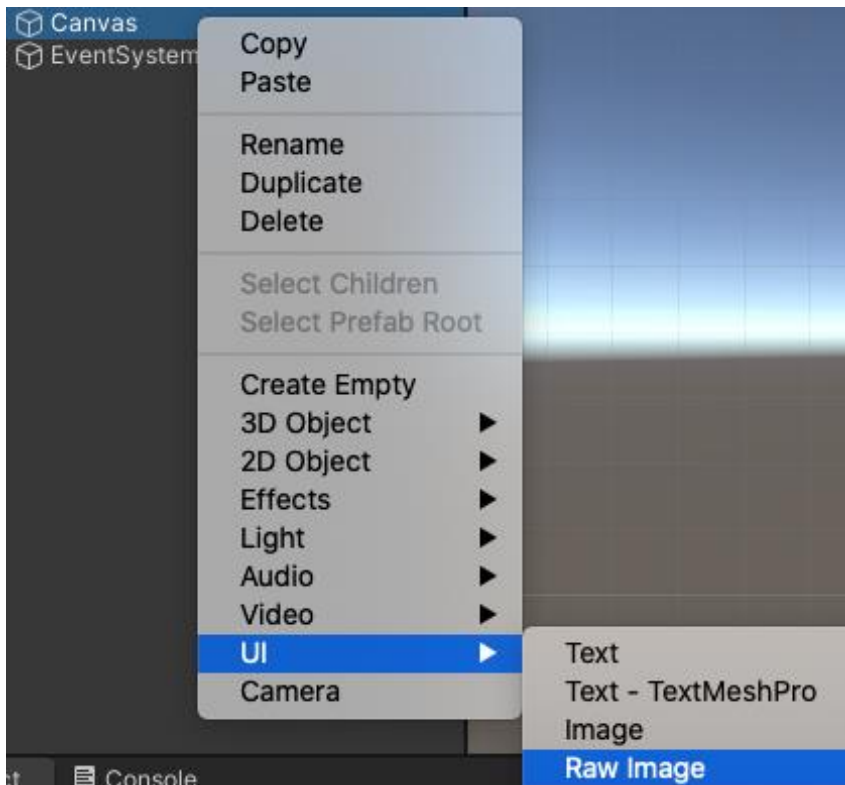 Canvas
EventSystem
Copy
Paste
Rename
Duplicate
Delete
Select Children
Select Prefab Root
Create Empty
3D Object
2D Object
Effects
Light
Audio
Video
UI
Camera
Text
Text - TextMeshPro
Image
Raw Image
Console